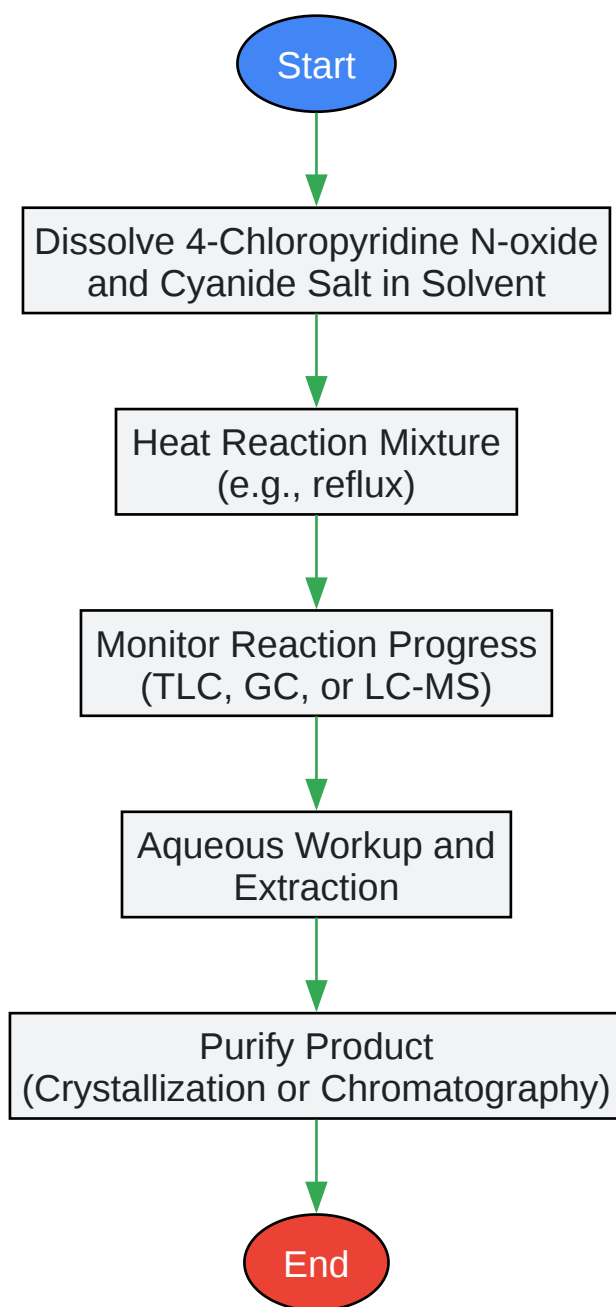 Start
Dissolve 4-Chloropyridine N-oxide
and Cyanide Salt in Solvent
Heat Reaction Mixture
(e.g., reflux)
Monitor Reaction Progress
(TLC, GC, or LC-MS)
Aqueous Workup and
Extraction
Purify Product
(Crystallization or Chromatography)
End